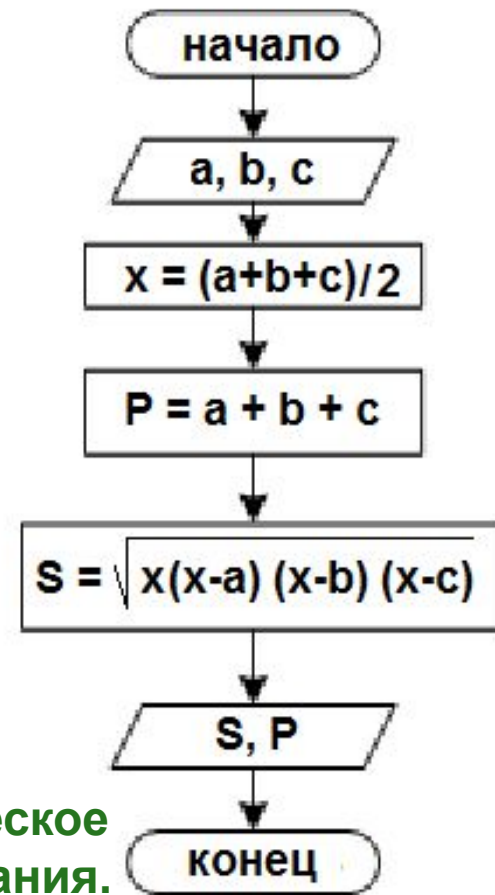 начало
a, b, c
x = (a+b+c)/2
P = a + b + c
S = √x(x-a) (x-b) (x-c)
S, P
конец